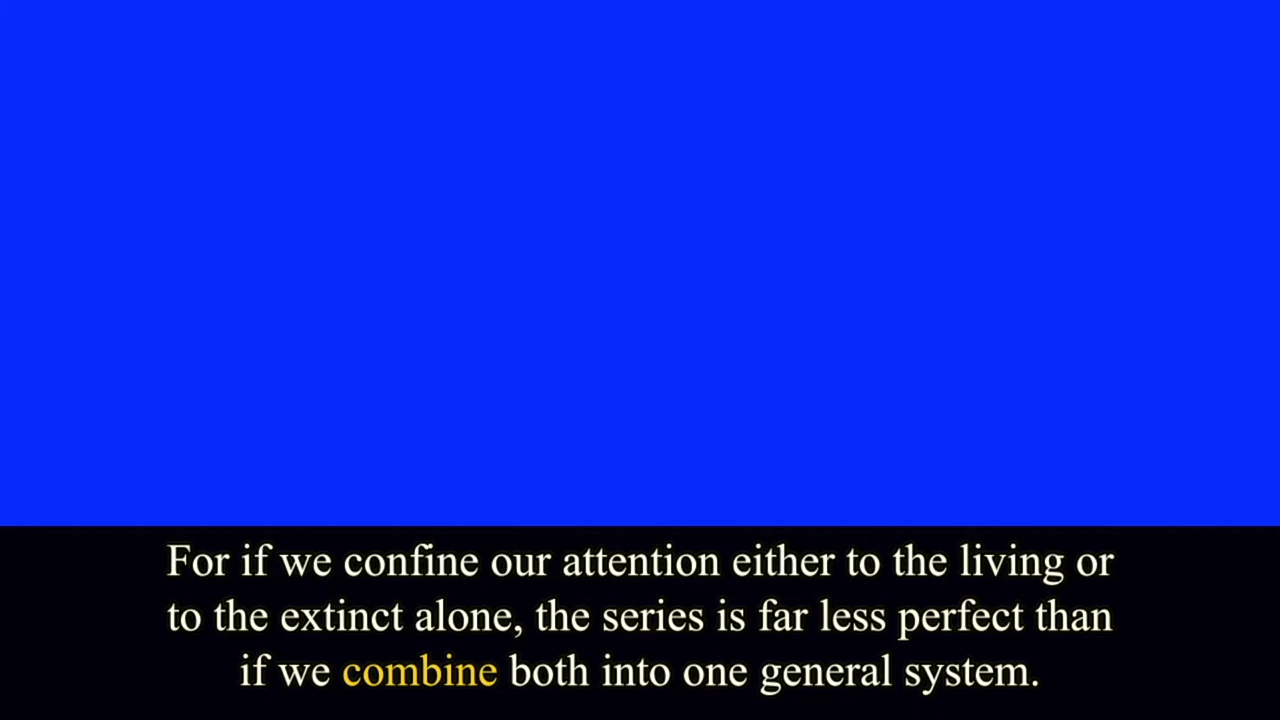 For if we confine our attention either to the living or
to the extinct alone, the series is far less perfect than
if we combine both into one general system.